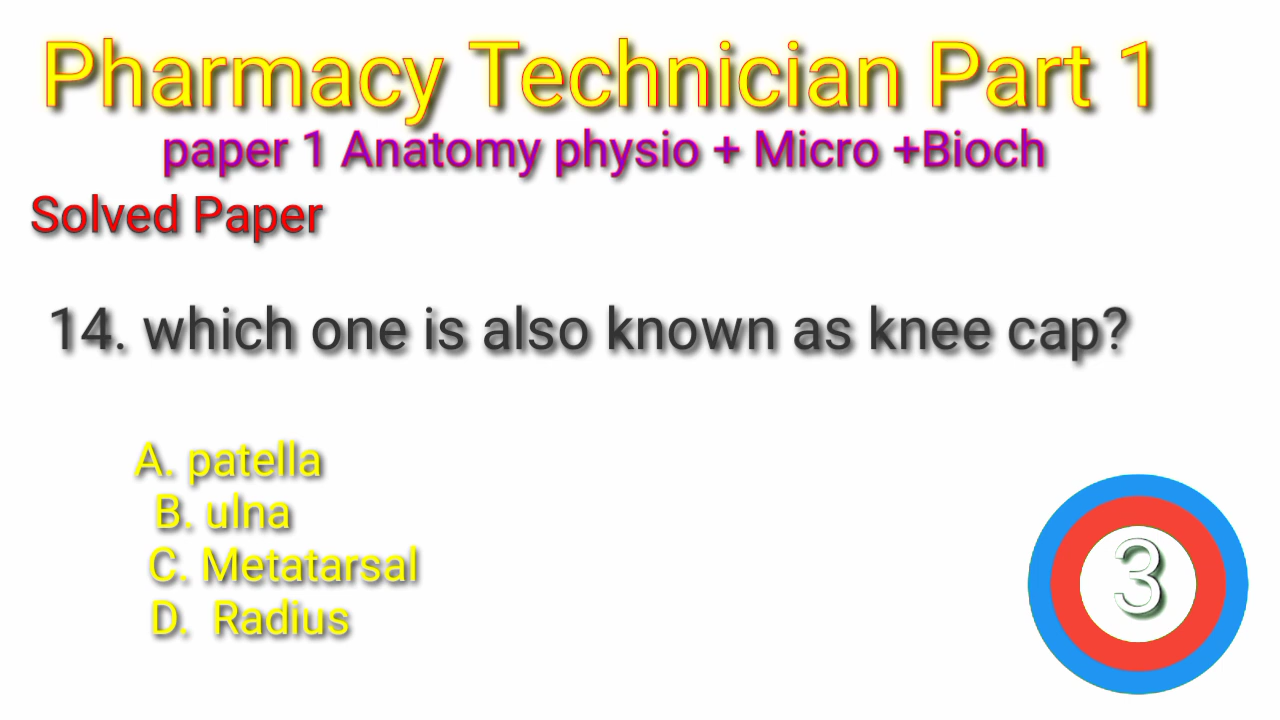 Pharmacy Technician Part 1
paper 1 Anatomy physio + Micro +Bioch
Solved Paper
14. which one is also known as knee cap?
A. patella
B. ulna
C. Metatarsal
D. Radius
3